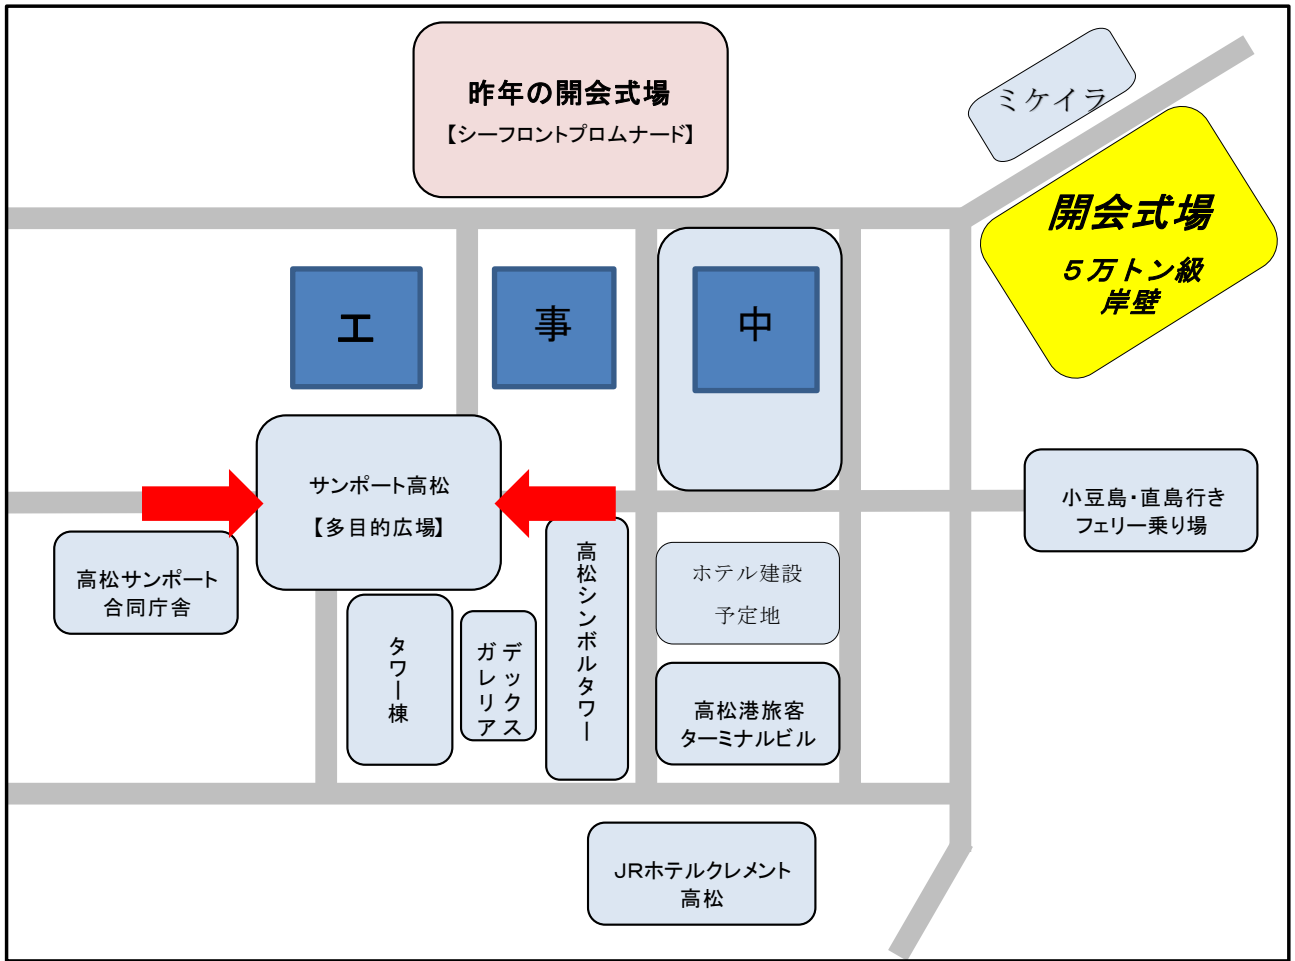 昨年の開会式場
【シーフロントプロムナード】
ミケイラ
開会式場
５万トン級
岸壁
工
事
中
サンポート高松
【多目的広場】
小豆島・直島行き
フェリー乗り場
高松サンポート
合同庁舎
タワー棟
デックス
ガレリア
高松シンボルタワー
ホテル建設
予定地
高松港旅客
ターミナルビル
ＪＲホテルクレメント
高松